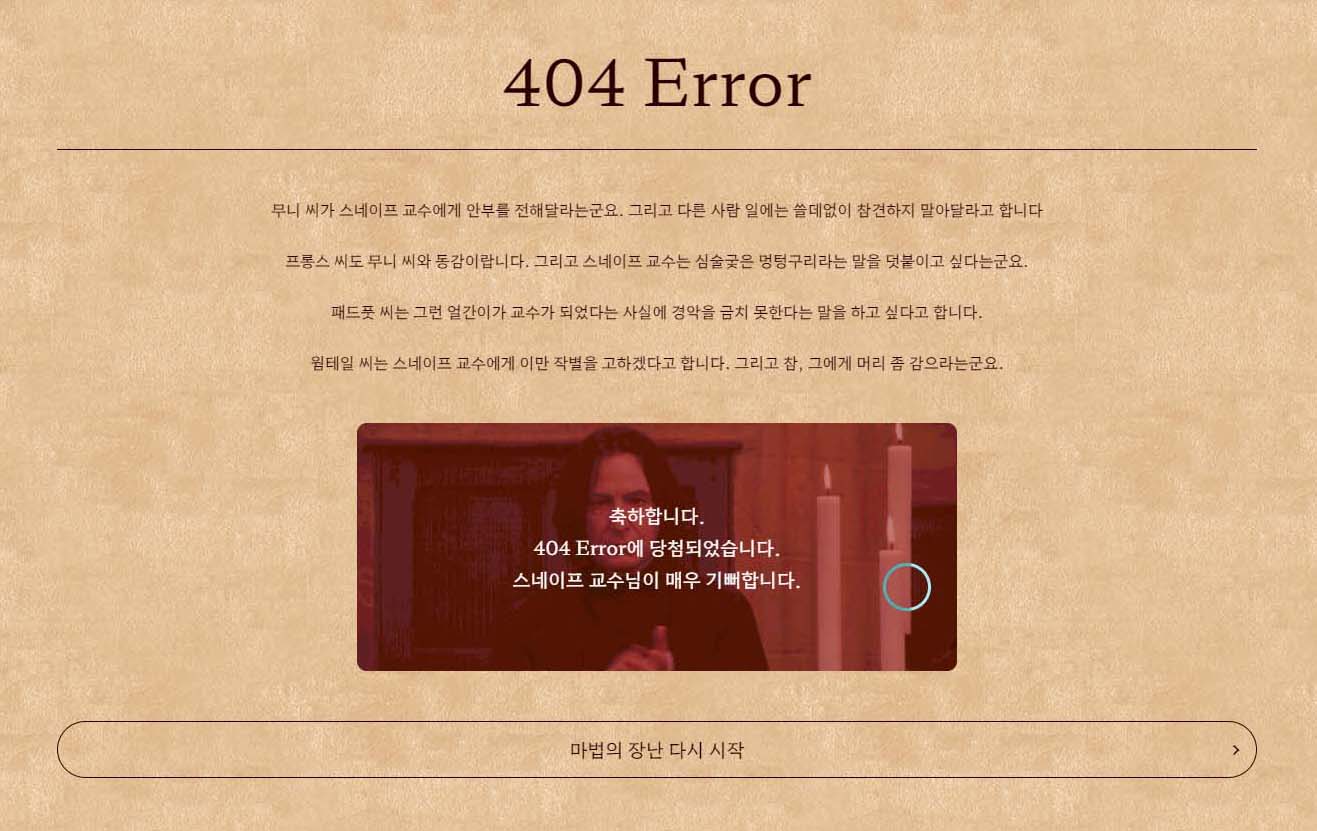 404 Error
무니 씨가 스네이프 교수에게 안부를 전해달라는군요. 그리고 다른 사람 일에는 쓸데없이 참견하지 말아달라고 합니다
프롱스 씨도 무니 씨와 동감이랍니다. 그리고 스네이프 교수는 심술궂은 멍텅구리라는 말을 덧붙이고 싶다는군요.
패드풋 씨는 그런 얼간이가 교수가 되었다는 사실에 경악을 금치 못한다는 말을 하고 싶다고 합니다.
웜테일 씨는 스네이프 교수에게 이만 작별을 고하겠다고 합니다. 그리고 참, 그에게 머리 좀 감으라는군요.
축하합니다.
404 Error에 당첨되었습니다.
스네이프 교수님이 매우 기뻐합니다.
마법의 장난 다시 시작